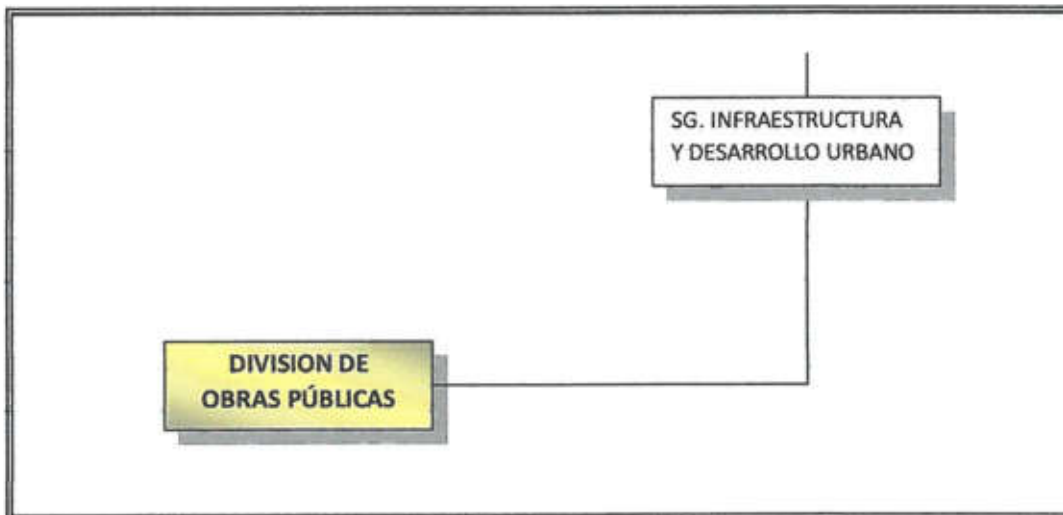 SG. INFRAESTRUCTURA
Y DESARROLLO URBANO
DIVISION DE
OBRAS PÚBLICAS